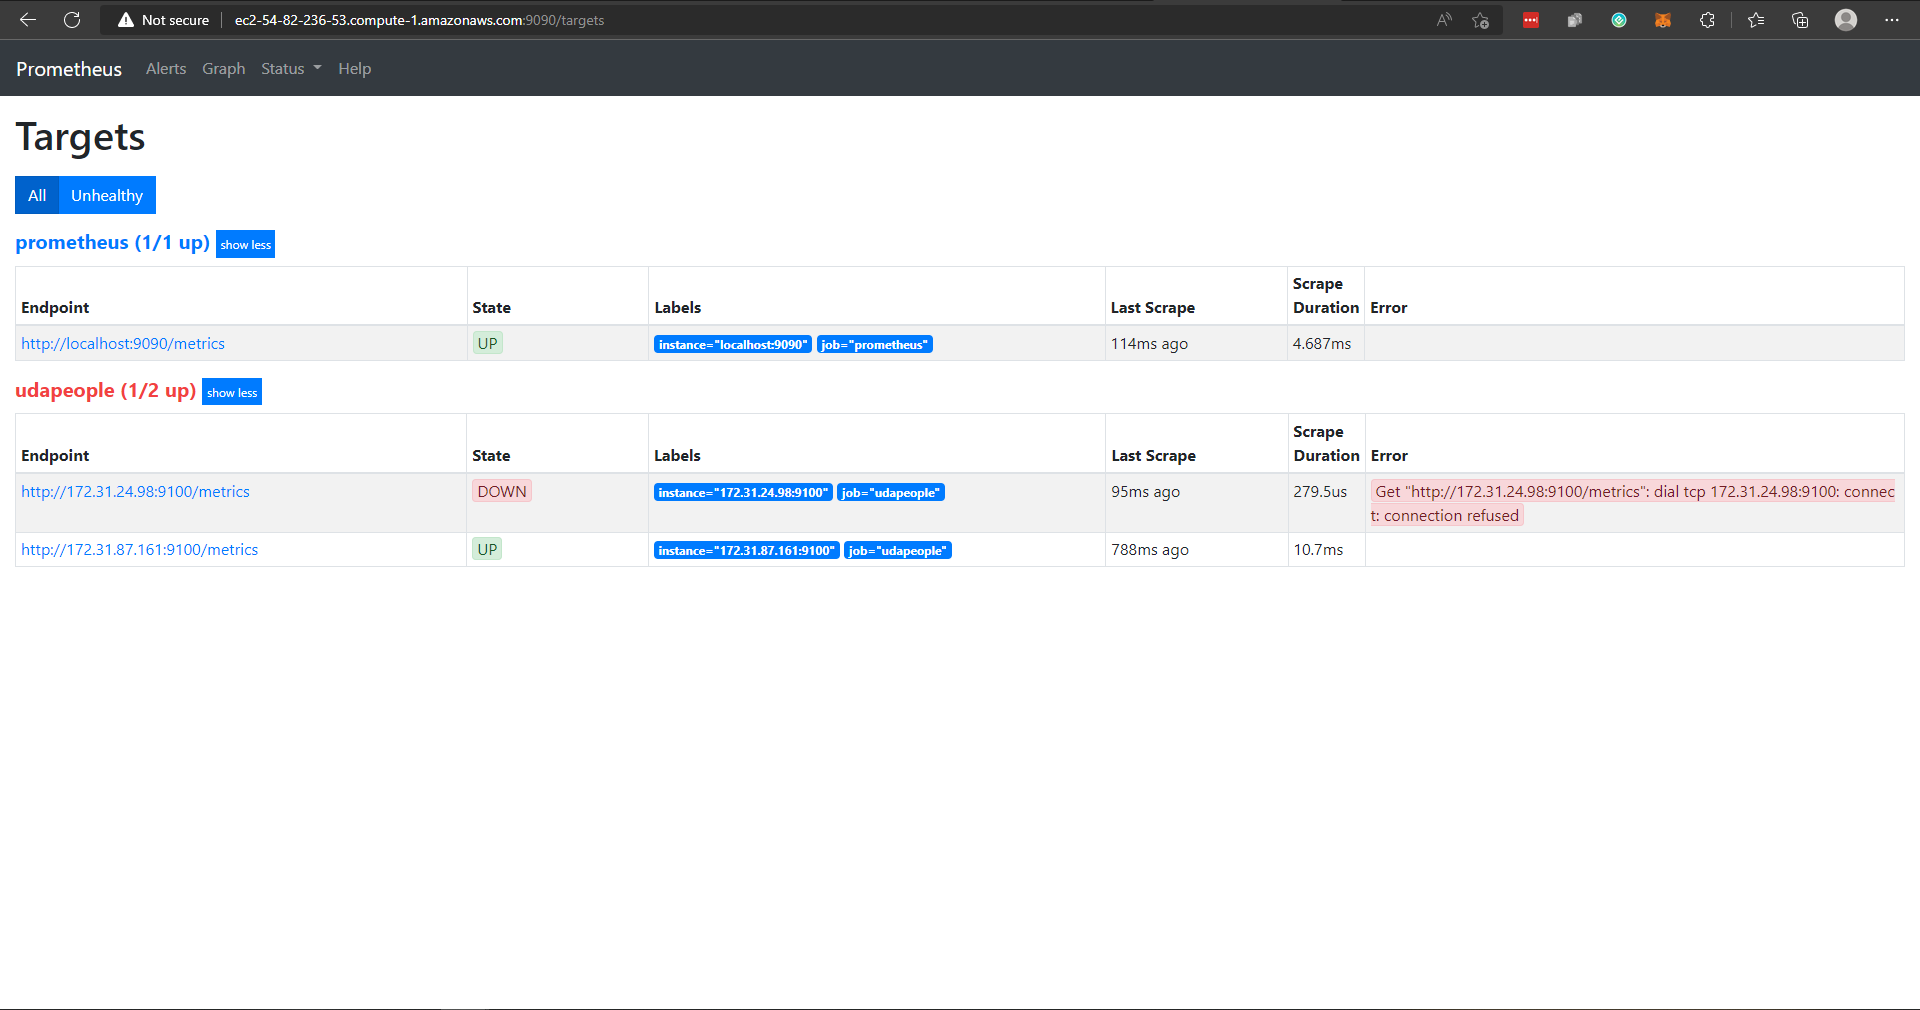 Not secure ec2-54-82-236-53.compute-1.amazonaws.com:9090/targets
Prometheus Alerts Graph Status Help
Targets
All Unhealthy
prometheus (1/1 up) show less
Endpoint State Labels Last Scrape Scrape Duration Error
http://localhost:9090/metrics UP instance="localhost:9090" job="prometheus" 114ms ago 4.687ms
udapeople (1/2 up) show less
Endpoint State Labels Last Scrape Scrape Duration Error
http://172.31.24.98:9100/metrics DOWN instance="172.31.24.98:9100" job="udapeople" 95ms ago 279.5us Get "http://172.31.24.98:9100/metrics": dial tcp 172.31.24.98:9100: connec
t: connection refused
http://172.31.87.161:9100/metrics UP instance="172.31.87.161:9100" job="udapeople" 788ms ago 10.7ms